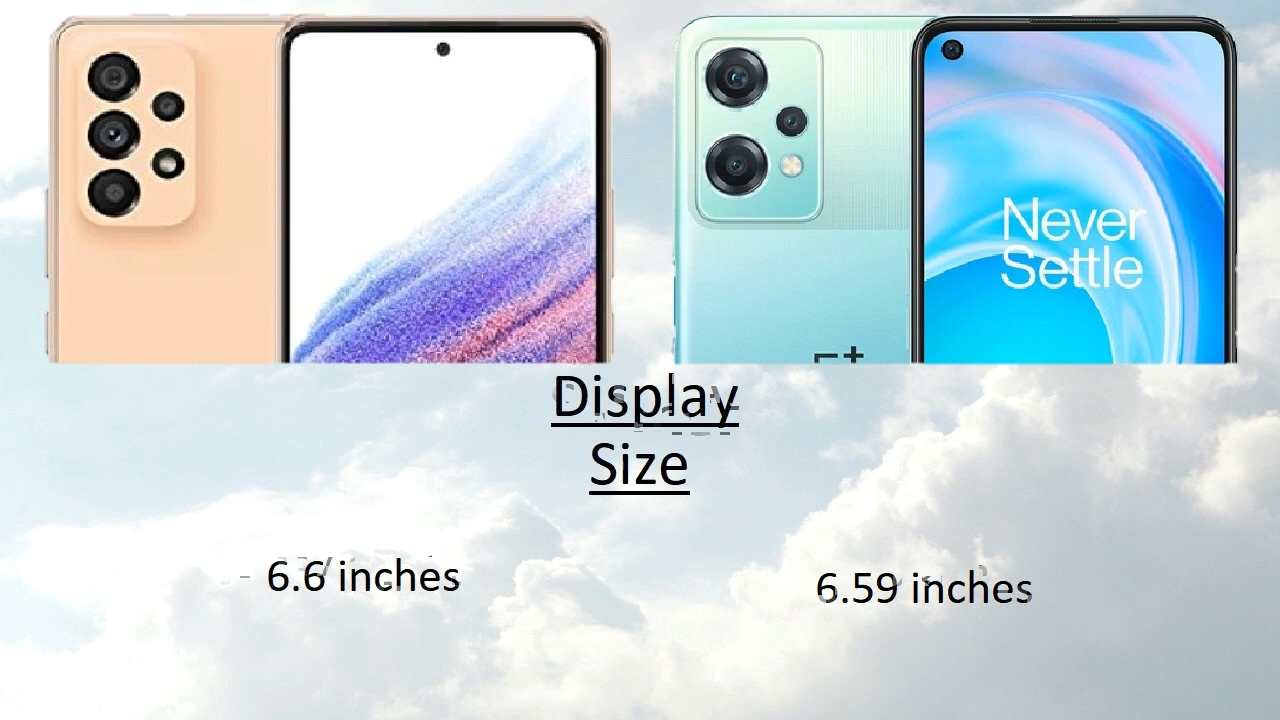 Never
Settle
Display
Size
6.6 inches
6.59 inches